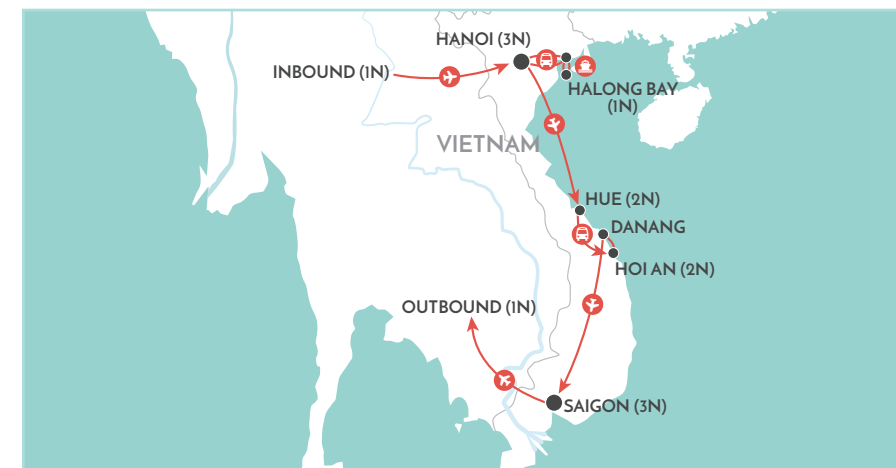 HANOI (3N)
INBOUND (1N)
HALONG BAY
(1N)
VIETNAM
HUE (2N)
DANANG
HOI AN (2N)
OUTBOUND (1N)
SAIGON (3N)